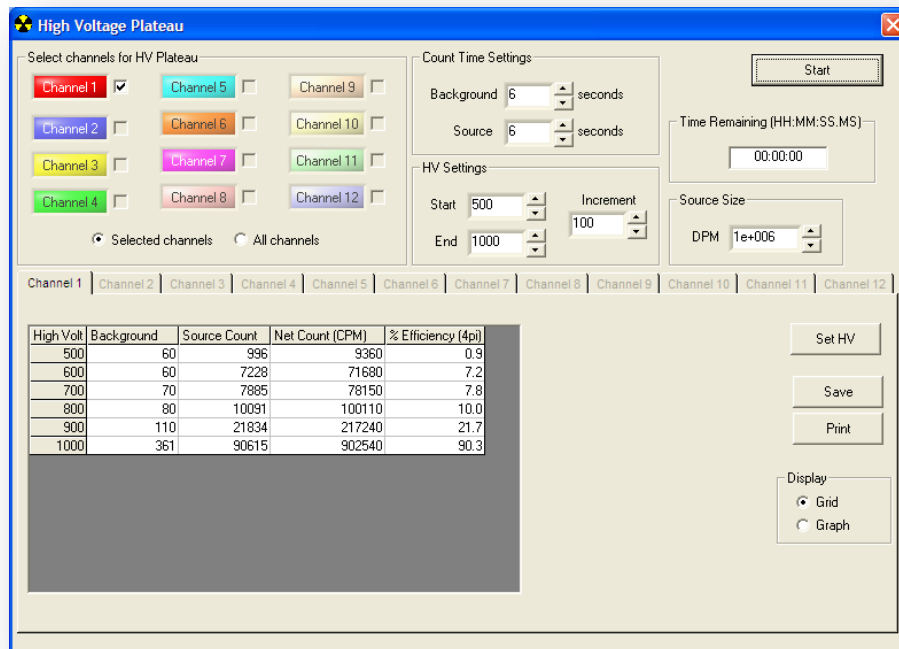 High Voltage Plateau
Select channels for HV Plateau
Channel 1 Channel 5 Channel 9
Channel 2 Channel 6 Channel 10
Channel 3 Channel 7 Channel 11
Channel 4 Channel 8 Channel 12
Selected channels All channels
Count Time Settings
Background 6 seconds
Source 6 seconds
HV Settings
Start 500 Increment
100
End 1000
Start
Time Remaining (HH:MM:SS.MS)
00:00:00
Source Size
DPM 1e+006
Channel 1 Channel 2 Channel 3 Channel 4 Channel 5 Channel 6 Channel 7 Channel 8 Channel 9 Channel 10 Channel 11 Channel 12
High Volt Background Source Count Net Count (CPM) % Efficiency (4pi)
500 60 996 9360 0.9
600 60 7228 71680 7.2
700 70 7885 78150 7.8
800 80 10091 100110 10.0
900 110 21834 217240 21.7
1000 361 90615 902540 90.3
Set HV
Save
Print
Display
Grid
Graph